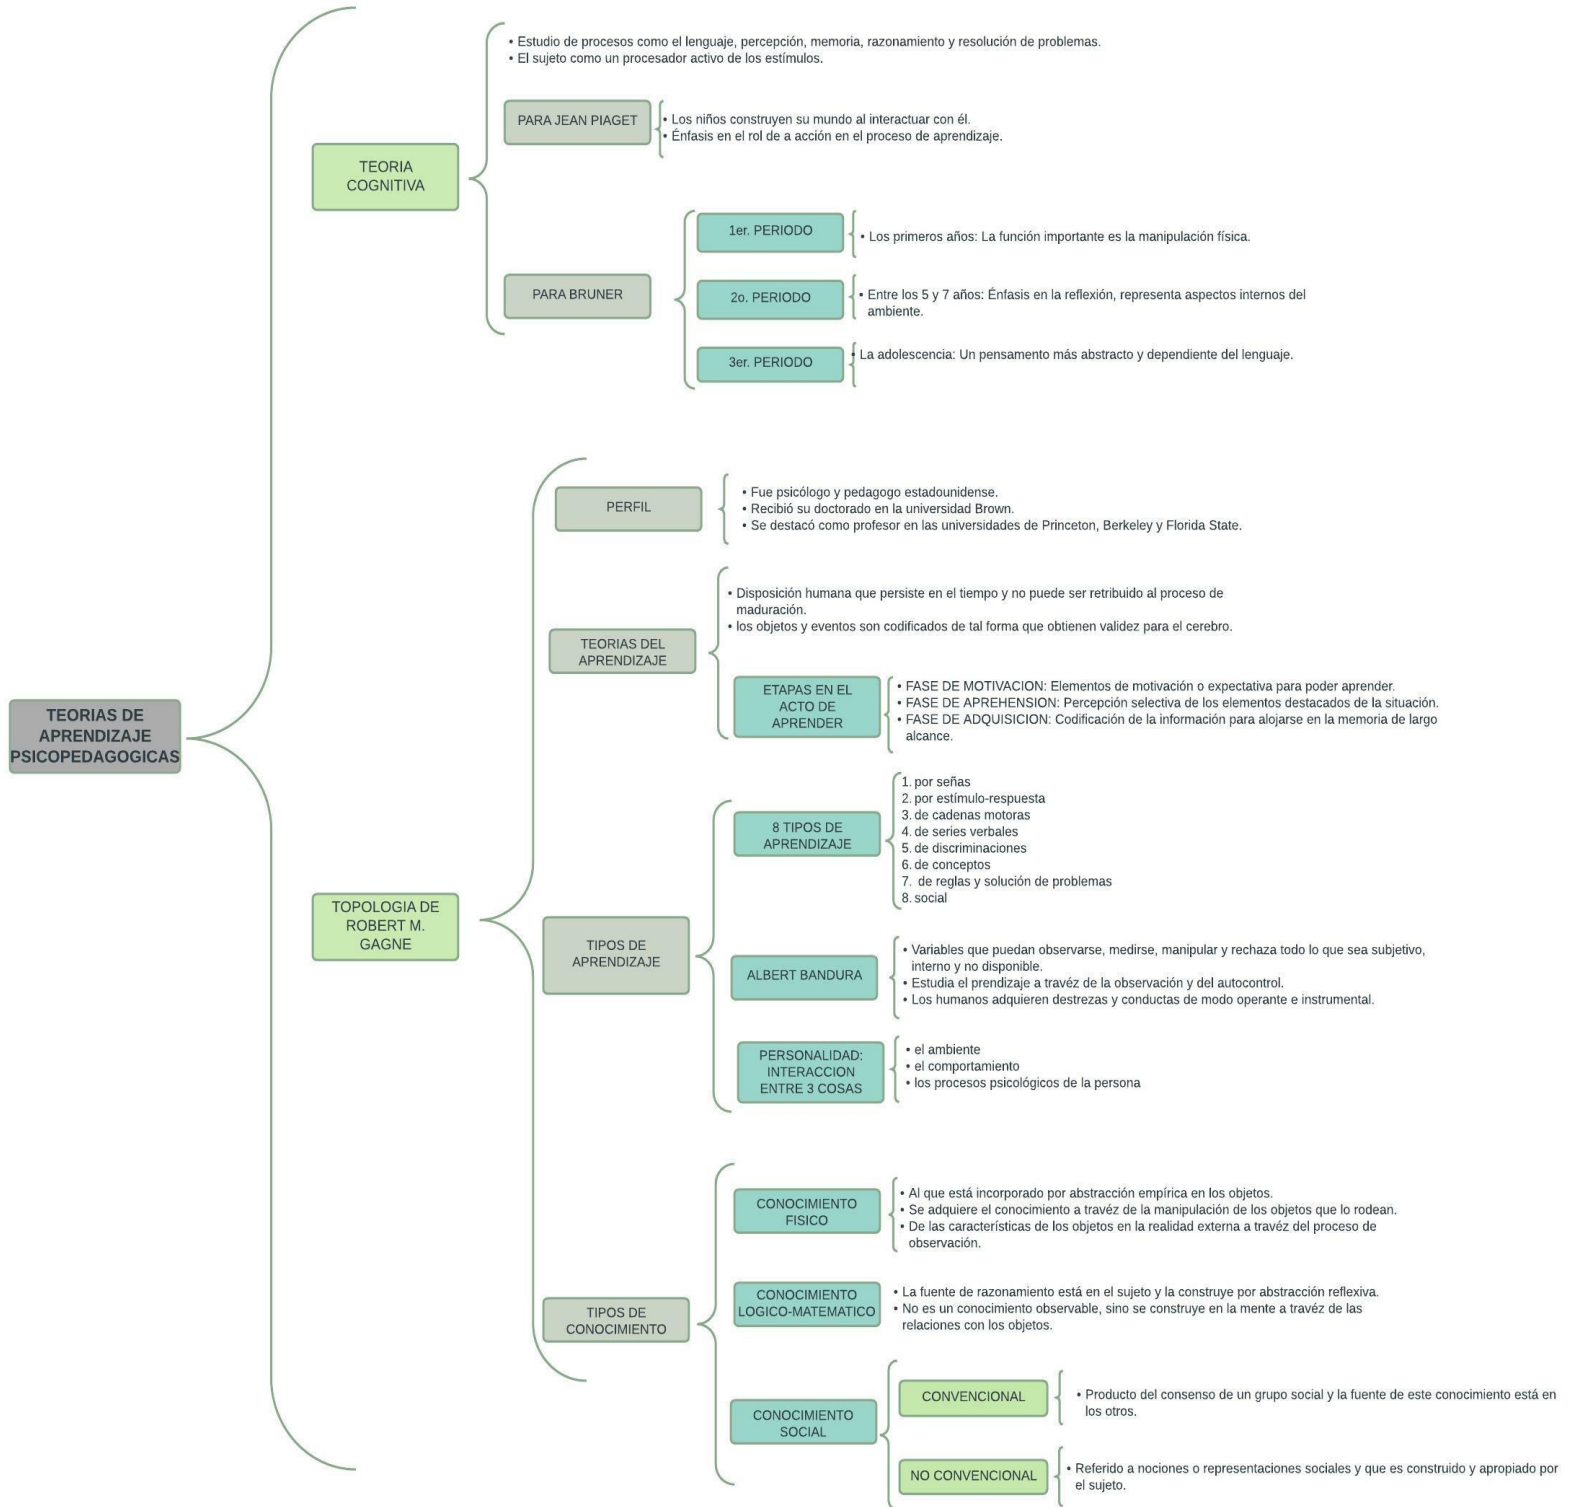 • Estudio de procesos como el lenguaje, percepción, memoria, razonamiento y resolución de problemas.
• El sujeto como un procesador activo de los estímulos.
PARA JEAN PIAGET
• Los niños construyen su mundo al interactuar con él.
• Énfasis en el rol de a acción en el proceso de aprendizaje.
TEORIA
COGNITIVA
1er. PERIODO
• Los primeros años: La función importante es la manipulación física.
PARA BRUNER
2o. PERIODO
• Entre los 5 y 7 años: Énfasis en la reflexión, representa aspectos internos del
ambiente.
3er. PERIODO
• La adolescencia: Un pensamento más abstracto y dependiente del lenguaje.
PERFIL
• Fue psicólogo y pedagogo estadounidense.
• Recibió su doctorado en la universidad Brown.
• Se destacó como profesor en las universidades de Princeton, Berkeley y Florida State.
TEORIAS DEL
APRENDIZAJE
• Disposición humana que persiste en el tiempo y no puede ser retribuido al proceso de
maduración.
• los objetos y eventos son codificados de tal forma que obtienen validez para el cerebro.
ETAPAS EN EL
ACTO DE
APRENDER
• FASE DE MOTIVACION: Elementos de motivación o expectativa para poder aprender.
• FASE DE APREHENSION: Percepción selectiva de los elementos destacados de la situación.
• FASE DE ADQUISICION: Codificación de la información para alojarse en la memoria de largo
alcance.
TEORIAS DE
APRENDIZAJE
PSICOPEDAGOGICAS
TOPOLOGIA DE
ROBERT M.
GAGNE
TIPOS DE
APRENDIZAJE
8 TIPOS DE
APRENDIZAJE
1. por señas
2. por estímulo-respuesta
3. de cadenas motoras
4. de series verbales
5. de discriminaciones
6. de conceptos
7. de reglas y solución de problemas
8. social
ALBERT BANDURA
• Variables que puedan observarse, medirse, manipular y rechaza todo lo que sea subjetivo,
interno y no disponible.
• Estudia el prendizaje a travéz de la observación y del autocontrol.
• Los humanos adquieren destrezas y conductas de modo operante e instrumental.
PERSONALIDAD:
INTERACCION
ENTRE 3 COSAS
• el ambiente
• el comportamiento
• los procesos psicológicos de la persona
TIPOS DE
CONOCIMIENTO
CONOCIMIENTO
FISICO
• Al que está incorporado por abstracción empírica en los objetos.
• Se adquiere el conocimiento a travéz de la manipulación de los objetos que lo rodean.
• De las características de los objetos en la realidad externa a travéz del proceso de
observación.
CONOCIMIENTO
LOGICO-MATEMATICO
• La fuente de razonamiento está en el sujeto y la construye por abstracción reflexiva.
• No es un conocimiento observable, sino se construye en la mente a travéz de las
relaciones con los objetos.
CONOCIMIENTO
SOCIAL
CONVENCIONAL
• Producto del consenso de un grupo social y la fuente de este conocimiento está en
los otros.
NO CONVENCIONAL
• Referido a nociones o representaciones sociales y que es construido y apropiado por
el sujeto.